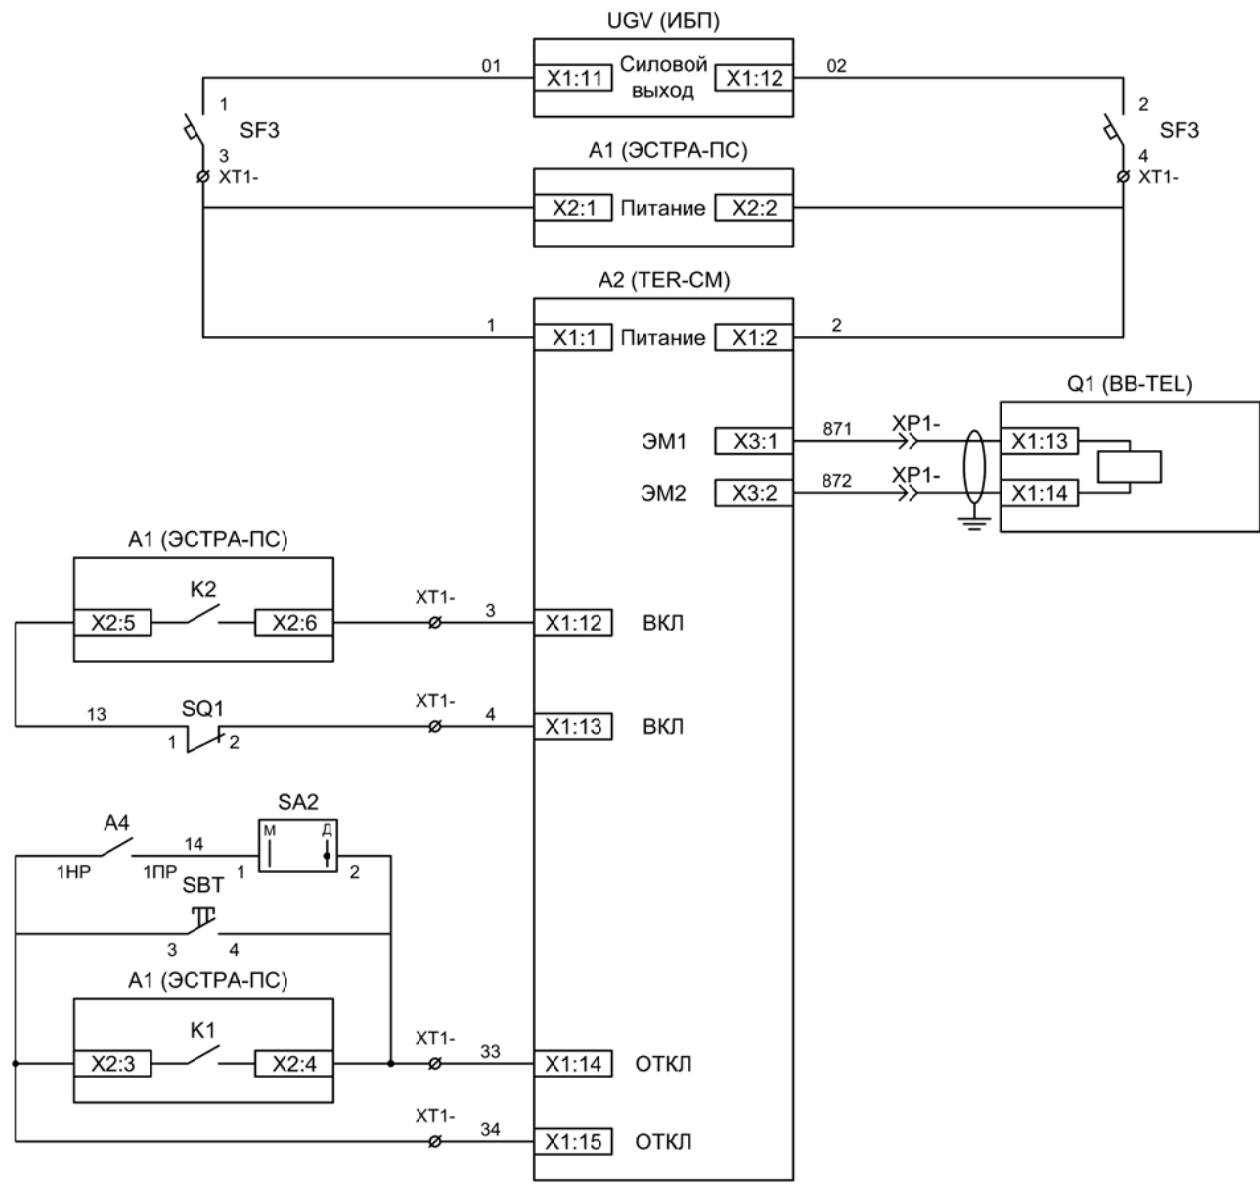 UGV (ИБП)
01 X1:11 Силовой выход X1:12 02
1 SF3
2 SF3
3 XT1-
4 XT1-
A1 (ЭСТРА-ПС)
X2:1 Питание X2:2
A2 (TER-CM)
1 X1:1 Питание X1:2 2
Q1 (BB-TEL)
ЭМ1 X3:1 871 XP1- X1:13
ЭМ2 X3:2 872 XP1- X1:14
A1 (ЭСТРА-ПС)
K2
X2:5 X2:6 XT1- 3 X1:12 ВКЛ
13 SQ1 XT1- 4 X1:13 ВКЛ
1 2
SA2
A4 М Д
1НР 1ПР 14 1 2
SBT
3 4
A1 (ЭСТРА-ПС)
K1
X2:3 X2:4 XT1- 33 X1:14 ОТКЛ
XT1- 34 X1:15 ОТКЛ